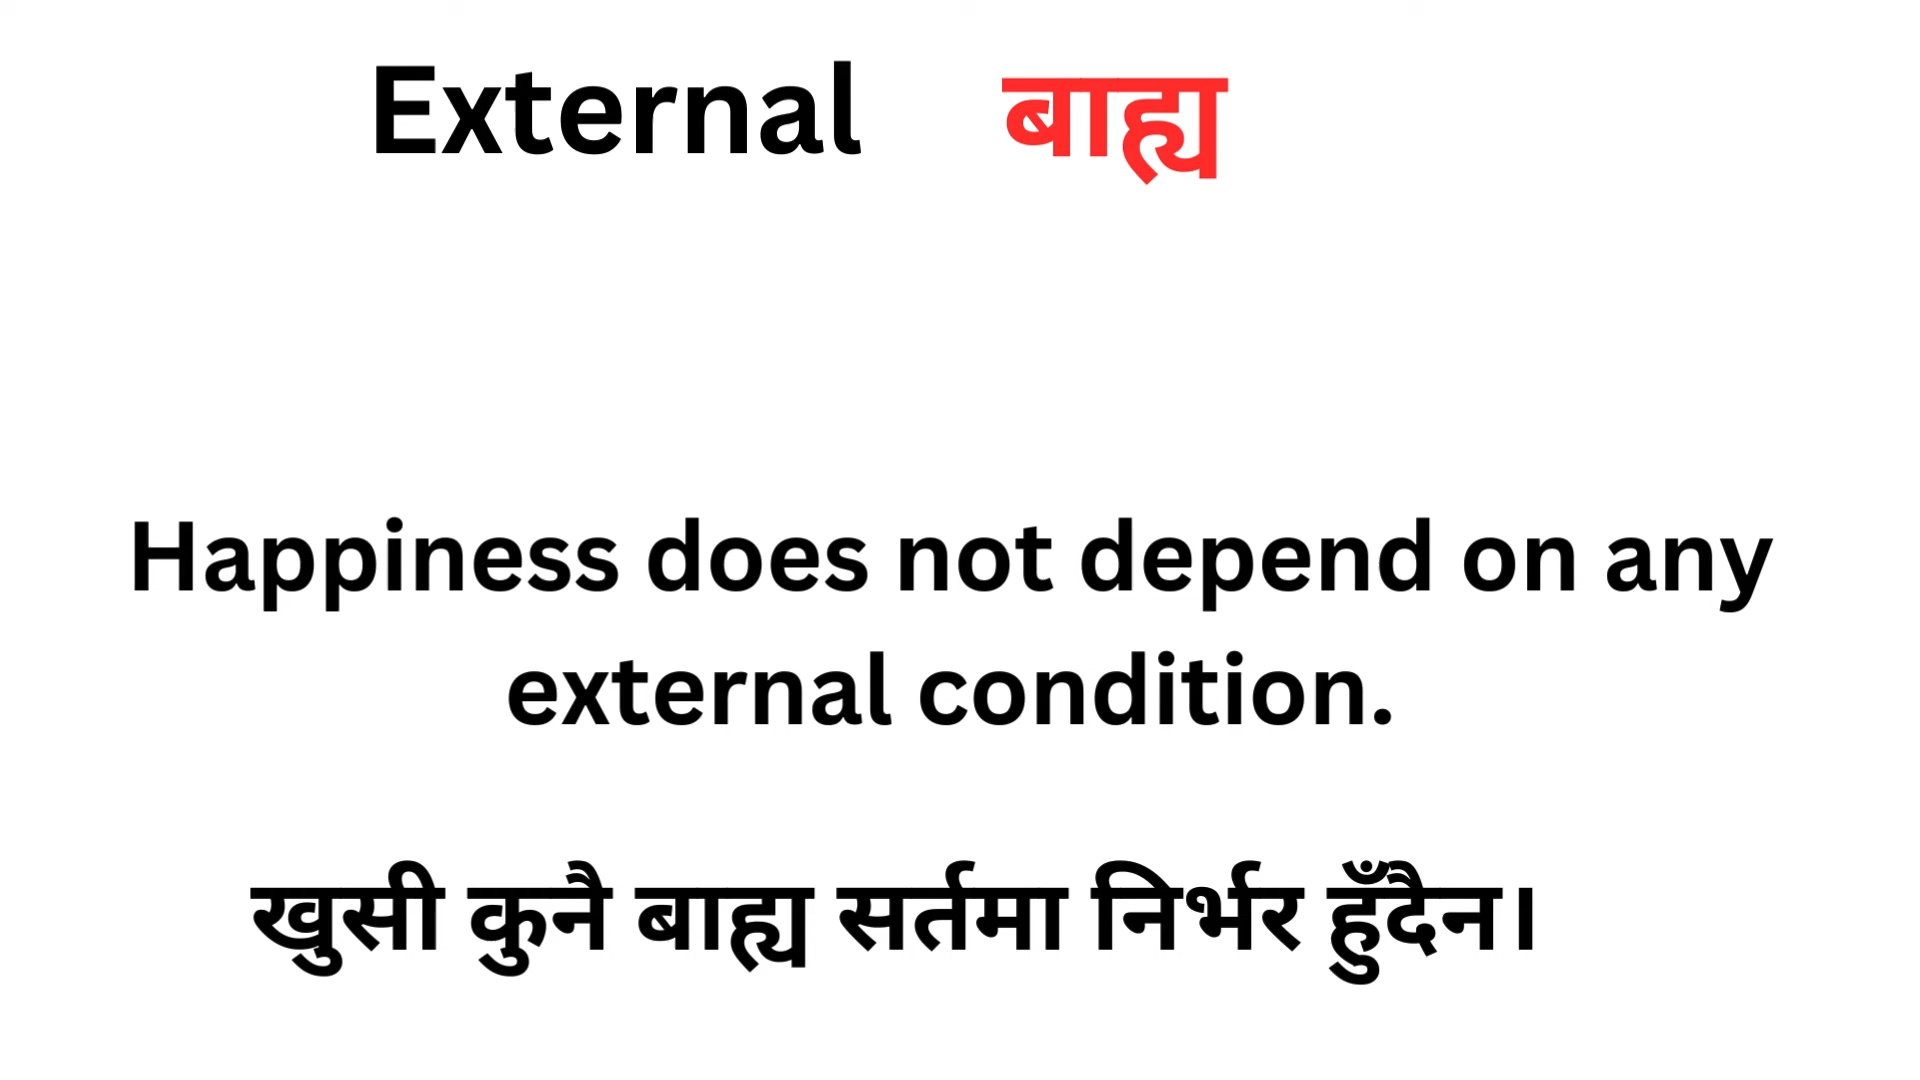 External बाह्य
Happiness does not depend on any
external condition.
खुसी कुनै बाह्य सर्तमा निर्भर हुँदैन।